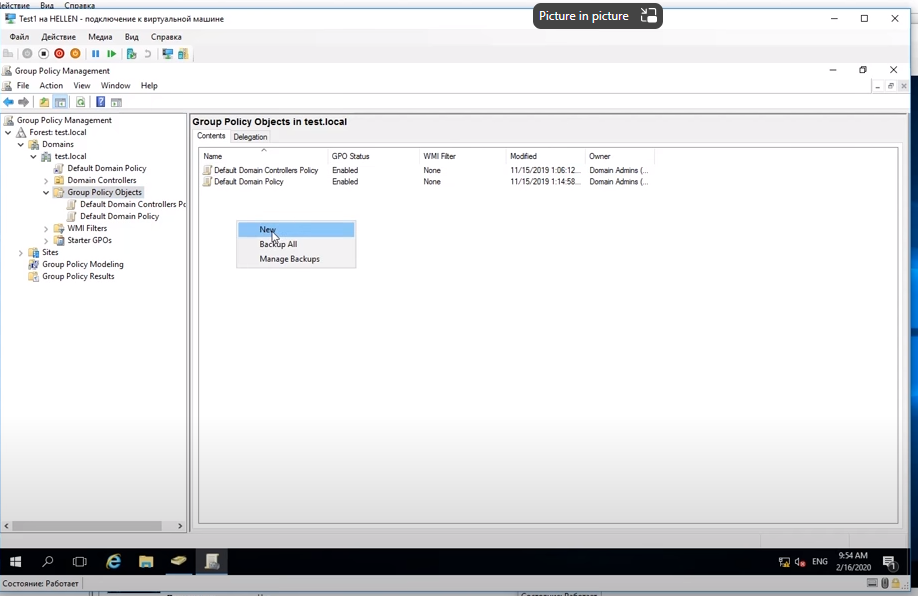 Действие Вид Справка
Picture in picture
Test1 на HELLEN - подключение к виртуальной машине
Файл Действие Медиа Вид Справка
Group Policy Management
File Action View Window Help
Group Policy Management
Forest: test.local
Domains
test.local
Default Domain Policy
Domain Controllers
Group Policy Objects
Default Domain Controllers Po
Default Domain Policy
WMI Filters
Starter GPOs
Sites
Group Policy Modeling
Group Policy Results
Group Policy Objects in test.local
Contents Delegation
Name GPO Status WMI Filter Modified Owner
Default Domain Controllers Policy Enabled None 11/15/2019 1:06:12... Domain Admins (...
Default Domain Policy Enabled None 11/15/2019 1:14:58... Domain Admins (...
New
Backup All
Manage Backups
ENG
9:54 AM
2/16/2020
1
Состояние: Работает